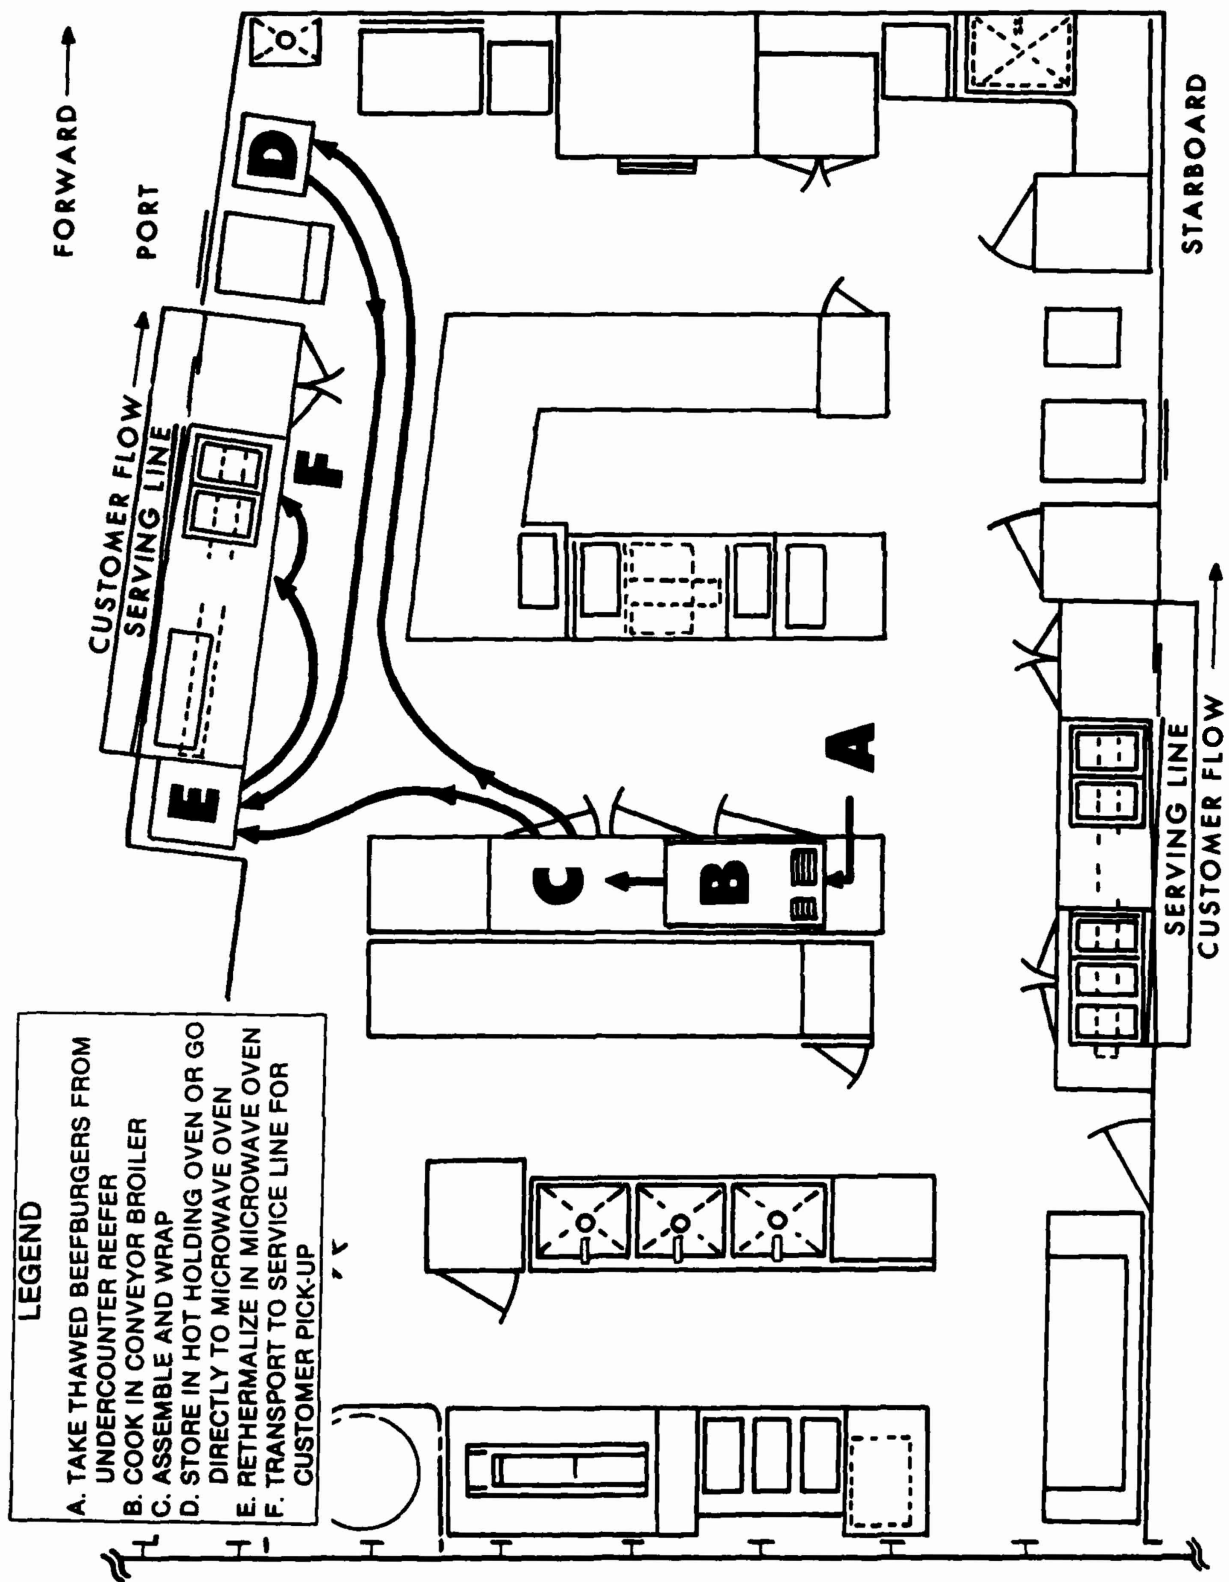 LEGEND
A. TAKE THAWED BEEFBURGERS FROM
UNDERCOUNTER REEFER
B. COOK IN CONVEYOR BROILER
C. ASSEMBLE AND WRAP
D. STORE IN HOT HOLDING OVEN OR GO
DIRECTLY TO MICROWAVE OVEN
E. RETHERMALIZE IN MICROWAVE OVEN
F. TRANSPORT TO SERVICE LINE FOR
CUSTOMER PICK-UP
FORWARD
PORT
CUSTOMER FLOW
SERVING LINE
E
F
D
C
B
A
SERVING LINE
CUSTOMER FLOW
STARBOARD